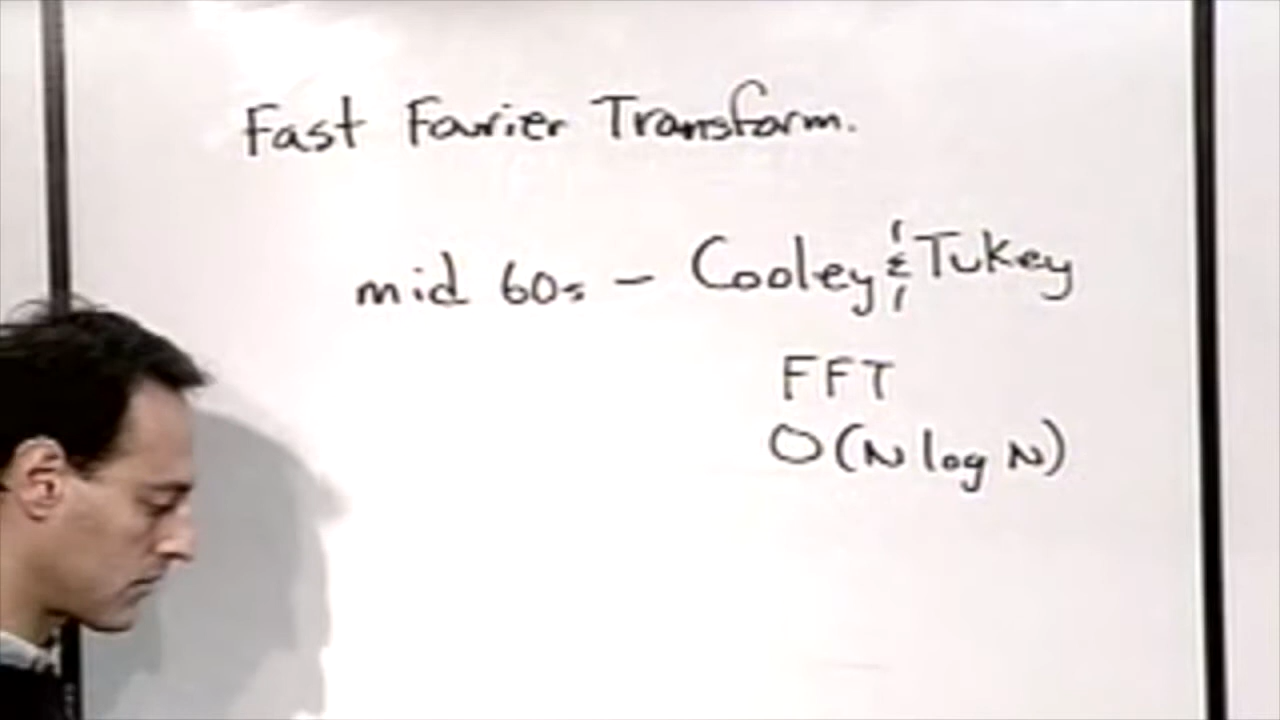 Fast Fourier Transform.
mid 60s - Cooley & Tukey
FFT
O(N log N)